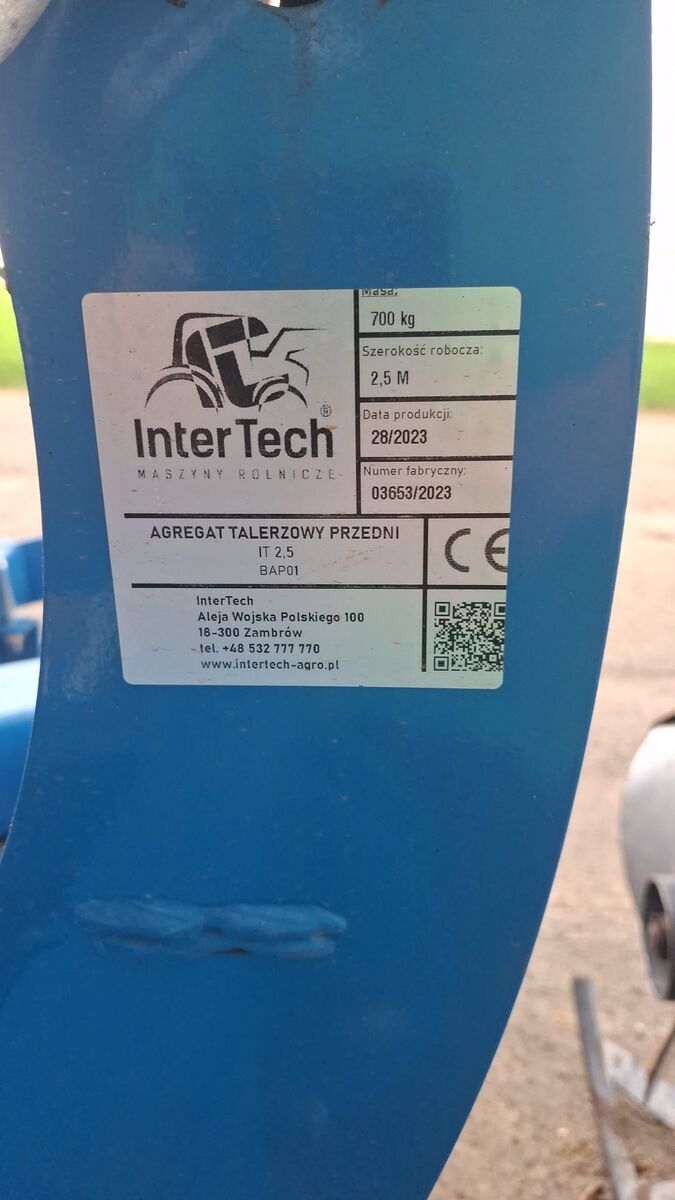 Masa:
700 kg
Szerokość robocza:
2,5 M
Data produkcji:
28/2023
Numer fabryczny:
03653/2023
InterTech®
MASZYNY ROLNICZE
AGREGAT TALERZOWY PRZEDNI
IT 2,5
BAP01
CE
InterTech
Aleja Wojska Polskiego 100
18-300 Zambrów
tel. +48 532 777 770
www.intertech-agro.pl